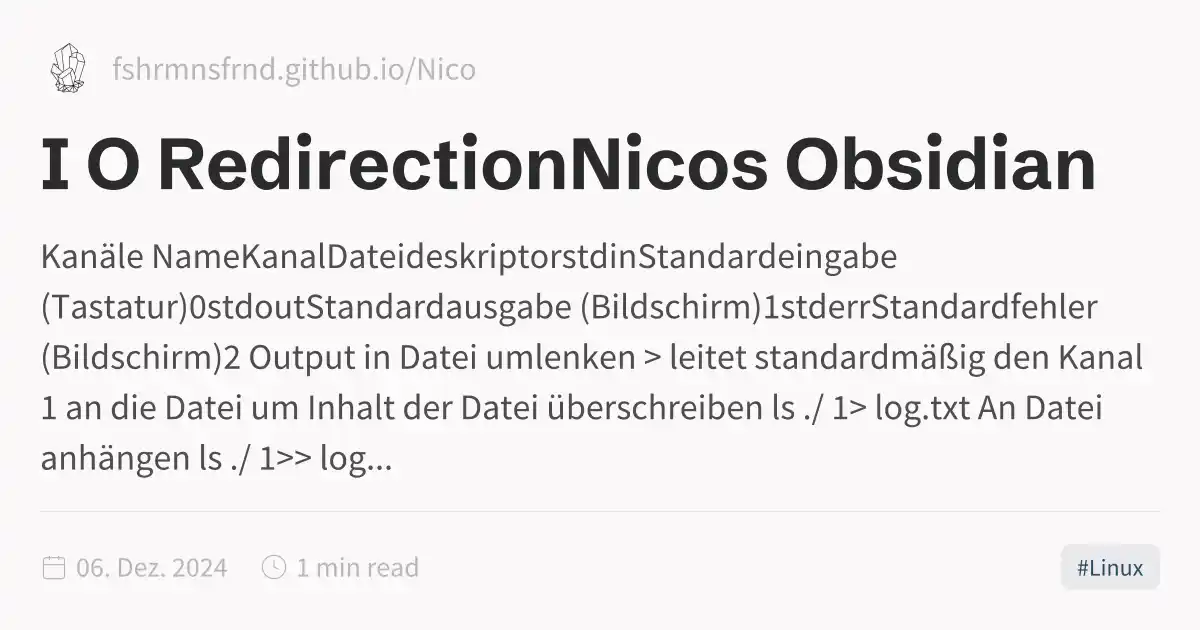 fshrmnsfrnd.github.io/Nico
I O RedirectionNicos Obsidian
Kanäle NameKanalDateideskriptorstdinStandardeingabe
(Tastatur)0stdoutStandardausgabe (Bildschirm)1stderrStandardfehler
(Bildschirm)2 Output in Datei umlenken > leitet standardmäßig den Kanal
1 an die Datei um Inhalt der Datei überschreiben ls ./ 1> log.txt An Datei
anhängen ls ./ 1>> log...
06. Dez. 2024 1 min read #Linux